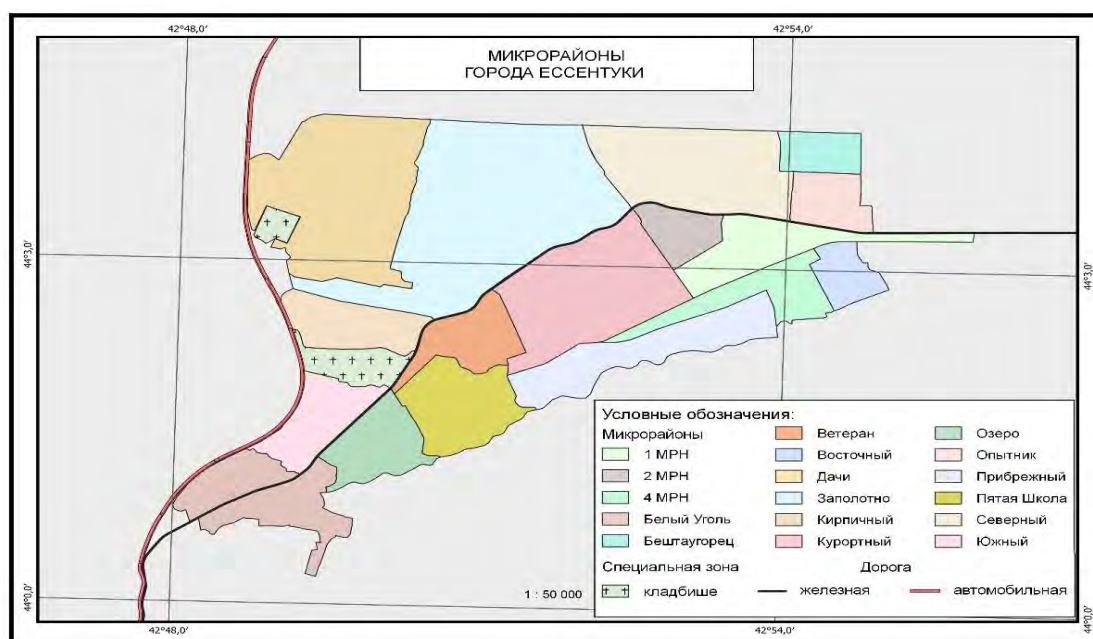 42°48,0′
42°54,0′
МИКРОРАЙОНЫ
ГОРОДА ЕССЕНТУКИ
44°3,0′
44°3,0′
Условные обозначения:
Микрорайоны
1 МРН
2 МРН
4 МРН
Белый Уголь
Бештаугорец
Ветеран
Восточный
Дачи
Заполотно
Кирпичный
Курортный
Озеро
Опытник
Прибрежный
Пятая Школа
Северный
Южный
Специальная зона
кладбише
Дорога
железная
автомобильная
1 : 50 000
44°0,0′
44°0,0′
42°48,0′
42°54,0′